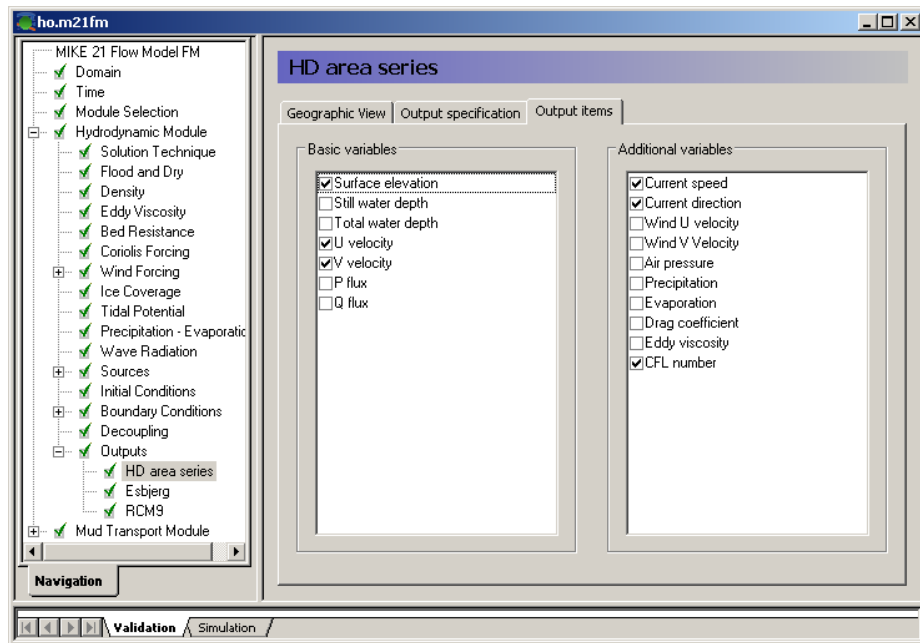 ho.m21fm
MIKE 21 Flow Model FM
Domain
Time
Module Selection
Hydrodynamic Module
Solution Technique
Flood and Dry
Density
Eddy Viscosity
Bed Resistance
Coriolis Forcing
Wind Forcing
Ice Coverage
Tidal Potential
Precipitation - Evaporatic
Wave Radiation
Sources
Initial Conditions
Boundary Conditions
Decoupling
Outputs
HD area series
Esbjerg
RCM9
Mud Transport Module
Navigation
HD area series
Geographic View
Output specification
Output items
Basic variables
Surface elevation
Still water depth
Total water depth
U velocity
V velocity
P flux
Q flux
Additional variables
Current speed
Current direction
Wind U velocity
Wind V Velocity
Air pressure
Precipitation
Evaporation
Drag coefficient
Eddy viscosity
CFL number
Validation
Simulation